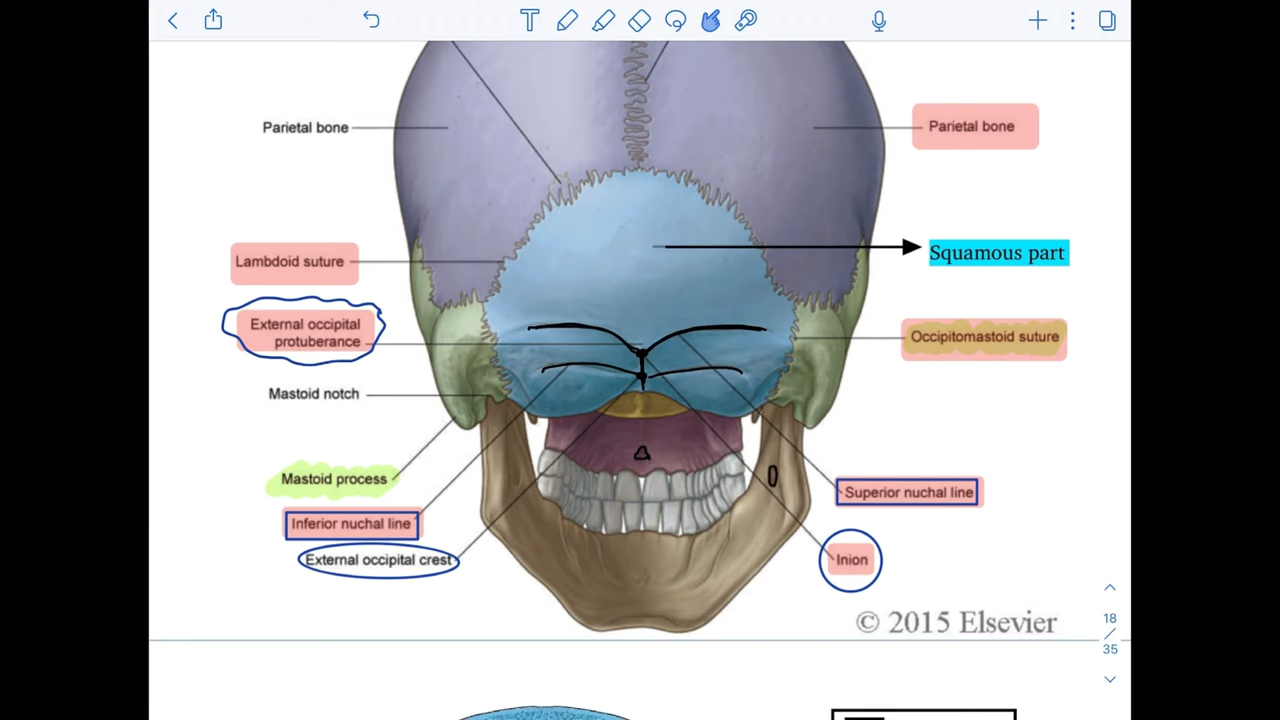 Parietal bone
Parietal bone
Squamous part
Lambdoid suture
External occipital
protuberance
Occipitomastoid suture
Mastoid notch
Mastoid process
Superior nuchal line
Inferior nuchal line
External occipital crest
Inion
© 2015 Elsevier
18
/
35